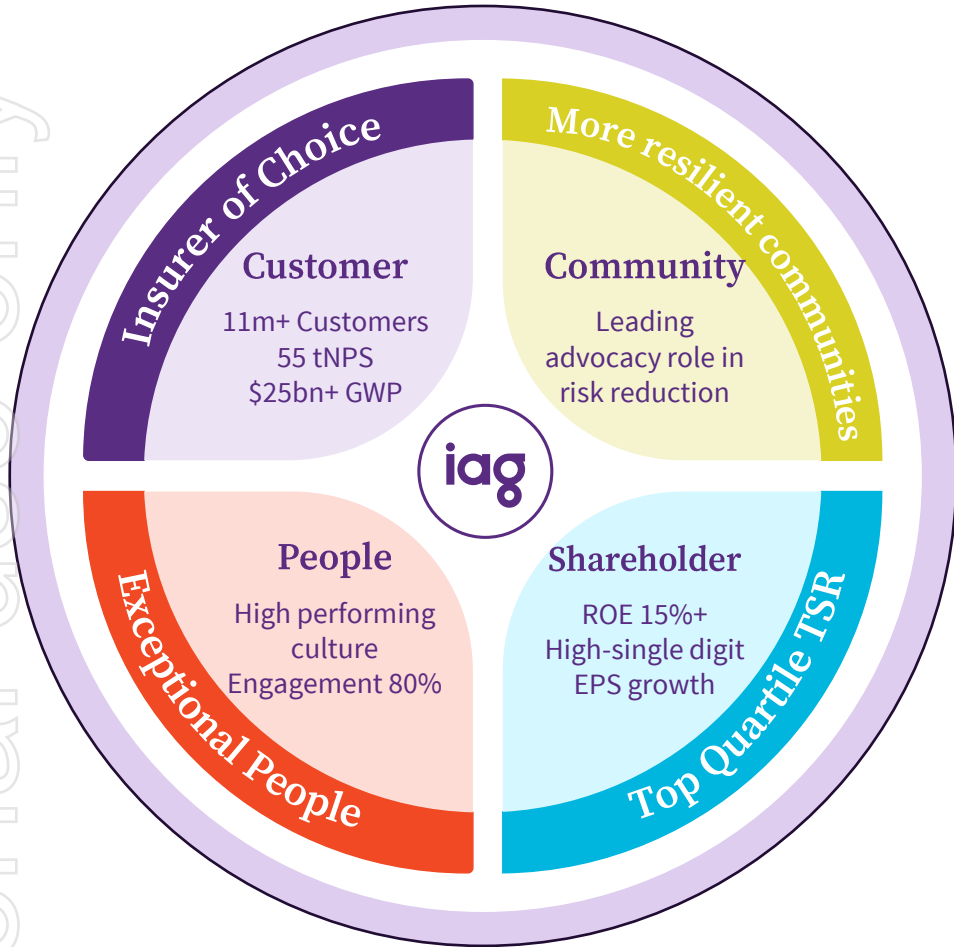 Insurer of Choice
Customer
11m+ Customers
55 tNPS
$25bn+ GWP
More resilient communities
Community
Leading
advocacy role in
risk reduction
iag
Exceptional People
People
High performing
culture
Engagement 80%
Top Quartile TSR
Shareholder
ROE 15%+
High-single digit
EPS growth